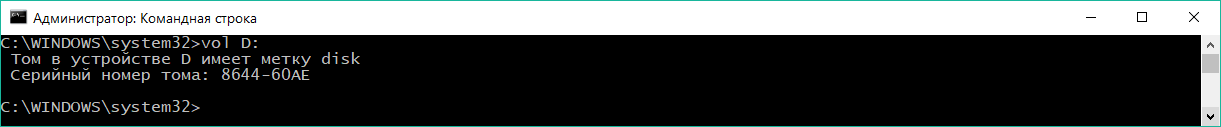 Администратор: Командная строка
C:\WINDOWS\system32>vol D:
Том в устройстве D имеет метку disk
Серийный номер тома: 8644-60AE
C:\WINDOWS\system32>